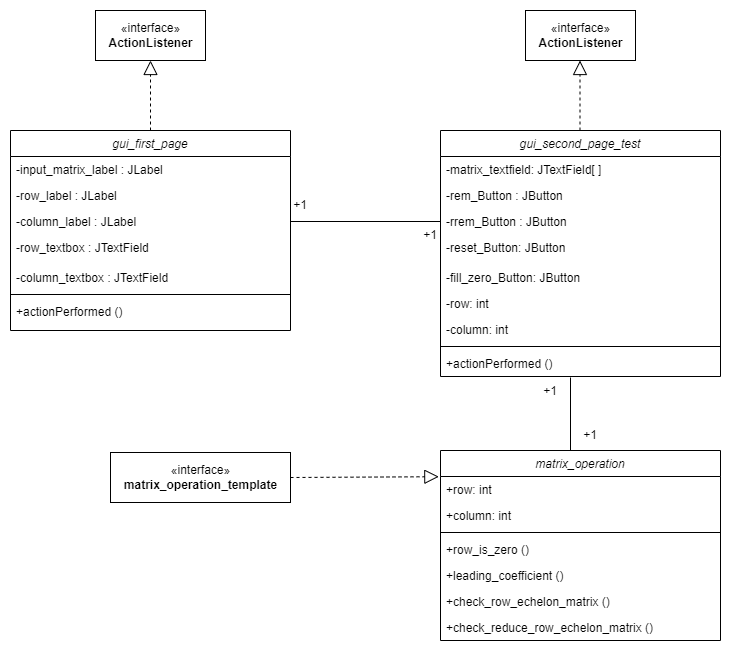 «interface»
ActionListener
«interface»
ActionListener
gui_first_page
-input_matrix_label : JLabel
-row_label : JLabel
-column_label : JLabel
-row_textbox : JTextField
-column_textbox : JTextField
+actionPerformed ()
+1
+1
gui_second_page_test
-matrix_textfield: JTextField[ ]
-rem_Button : JButton
-rrem_Button : JButton
-reset_Button: JButton
-fill_zero_Button: JButton
-row: int
-column: int
+actionPerformed ()
+1
+1
«interface»
matrix_operation_template
matrix_operation
+row: int
+column: int
+row_is_zero ()
+leading_coefficient ()
+check_row_echelon_matrix ()
+check_reduce_row_echelon_matrix ()